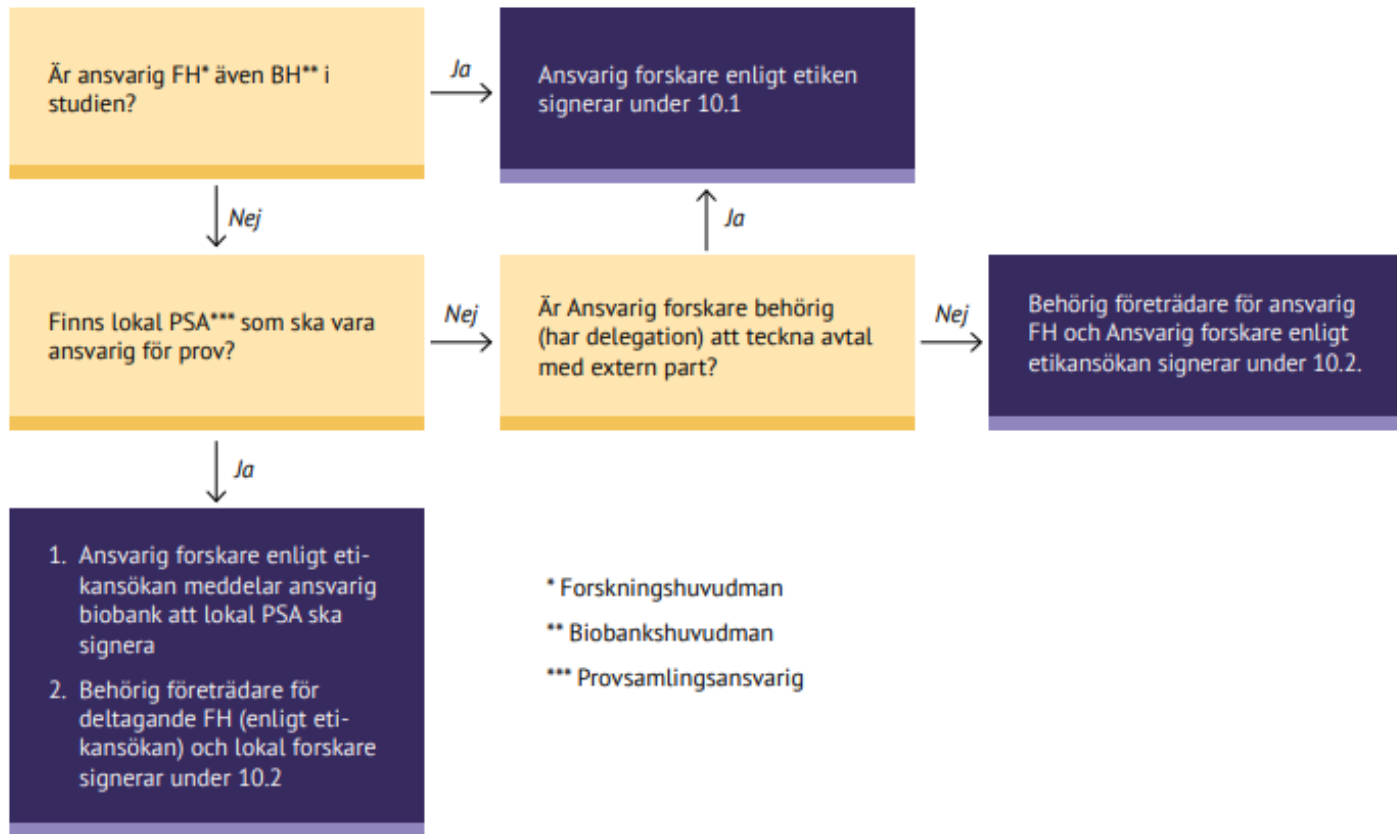 Är ansvarig FH* även BH** i
studien?
Ja
Ansvarig forskare enligt etiken
signerar under 10.1
Nej
Ja
Finns lokal PSA*** som ska vara
ansvarig för prov?
Nej
Är Ansvarig forskare behörig
(har delegation) att teckna avtal
med extern part?
Nej
Behörig företrädare för ansvarig
FH och Ansvarig forskare enligt
etikansökan signerar under 10.2.
Ja
1. Ansvarig forskare enligt eti-
kansökan meddelar ansvarig
biobank att lokal PSA ska
signera
2. Behörig företrädare för
deltagande FH (enligt eti-
kansökan) och lokal forskare
signerar under 10.2
* Forskningshuvudman
** Biobankshuvudman
*** Provsamlingsansvarig